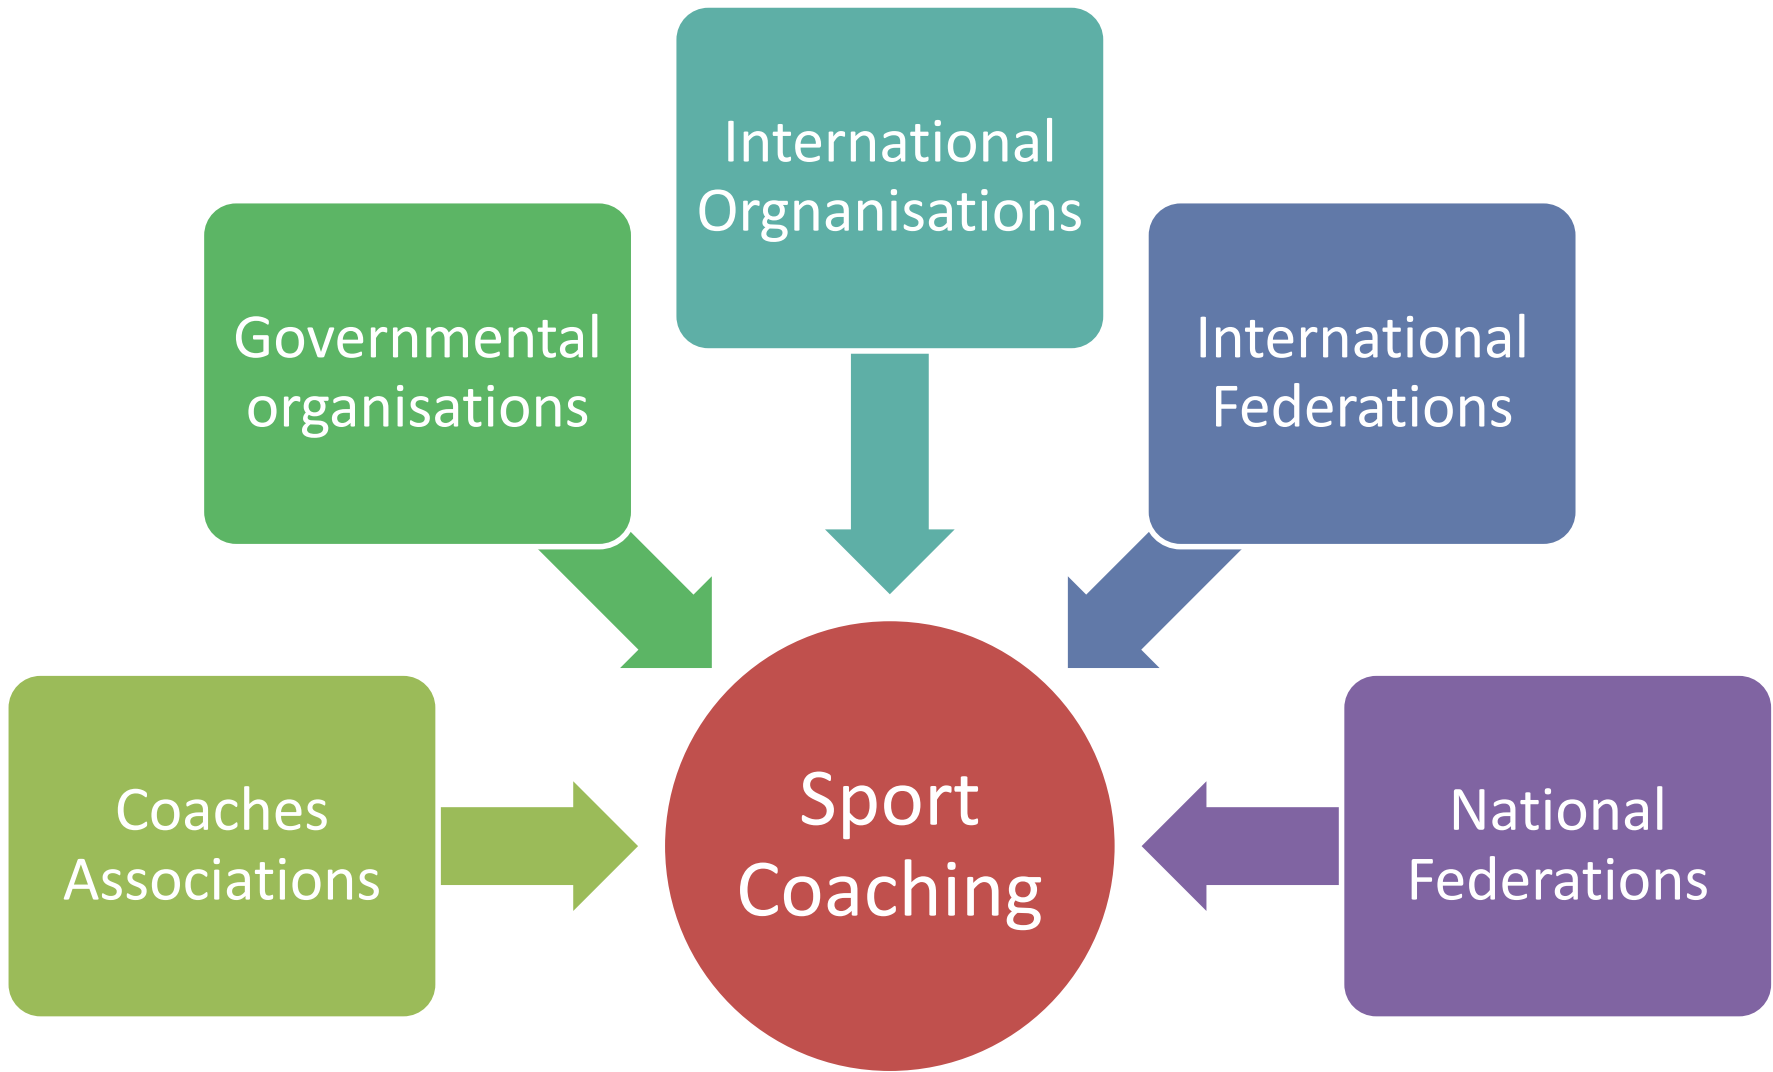 International
Orgnanisations
Governmental
organisations
International
Federations
Coaches
Associations
Sport
Coaching
National
Federations